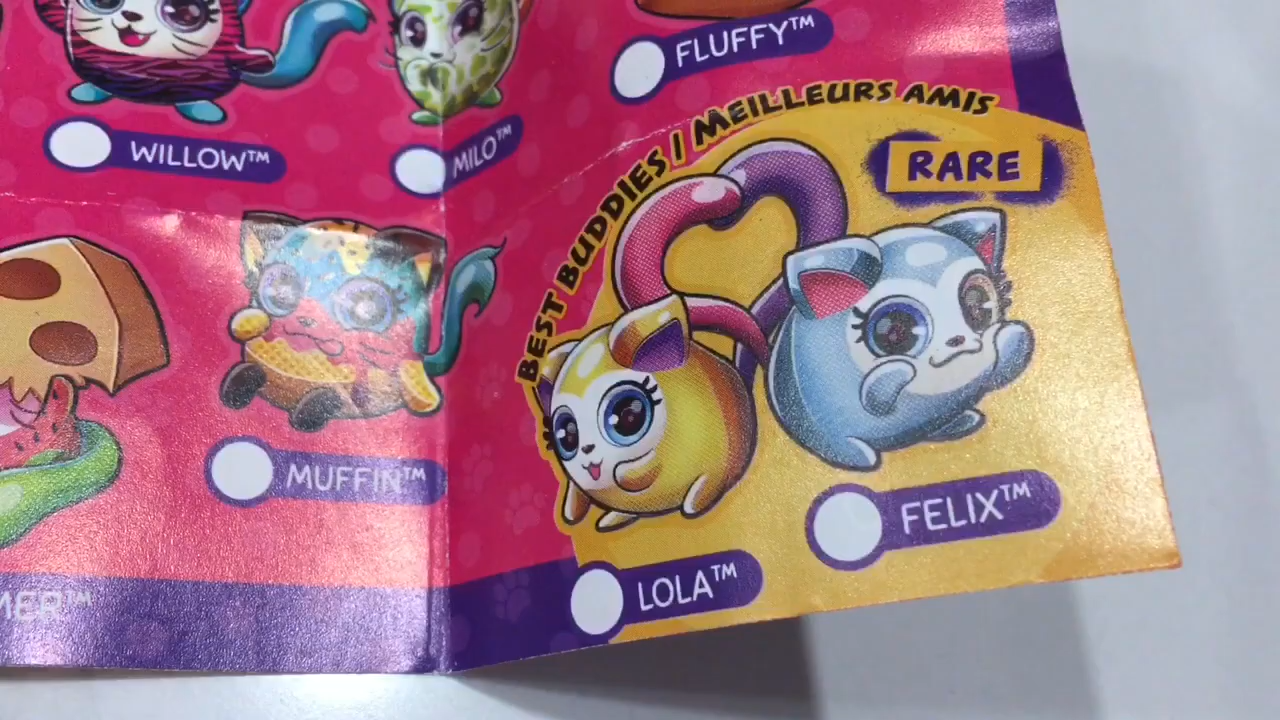 FLUFFY™
WILLOW™
MILO™
BEST BUDDIES | MEILLEURS AMIS
RARE
MUFFIN™
FELIX™
LOLA™